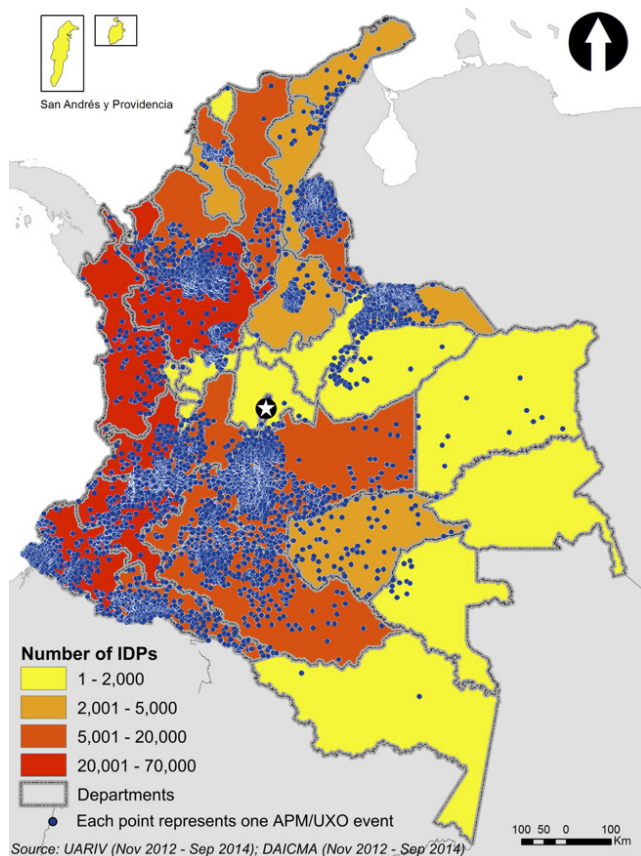 San Andrés y Providencia
Number of IDPs
1 - 2,000
2,001 - 5,000
5,001 - 20,000
20,001 - 70,000
Departments
Each point represents one APM/UXO event
100 50 0 100
Km
Source: UARIV (Nov 2012 - Sep 2014); DAICMA (Nov 2012 - Sep 2014)